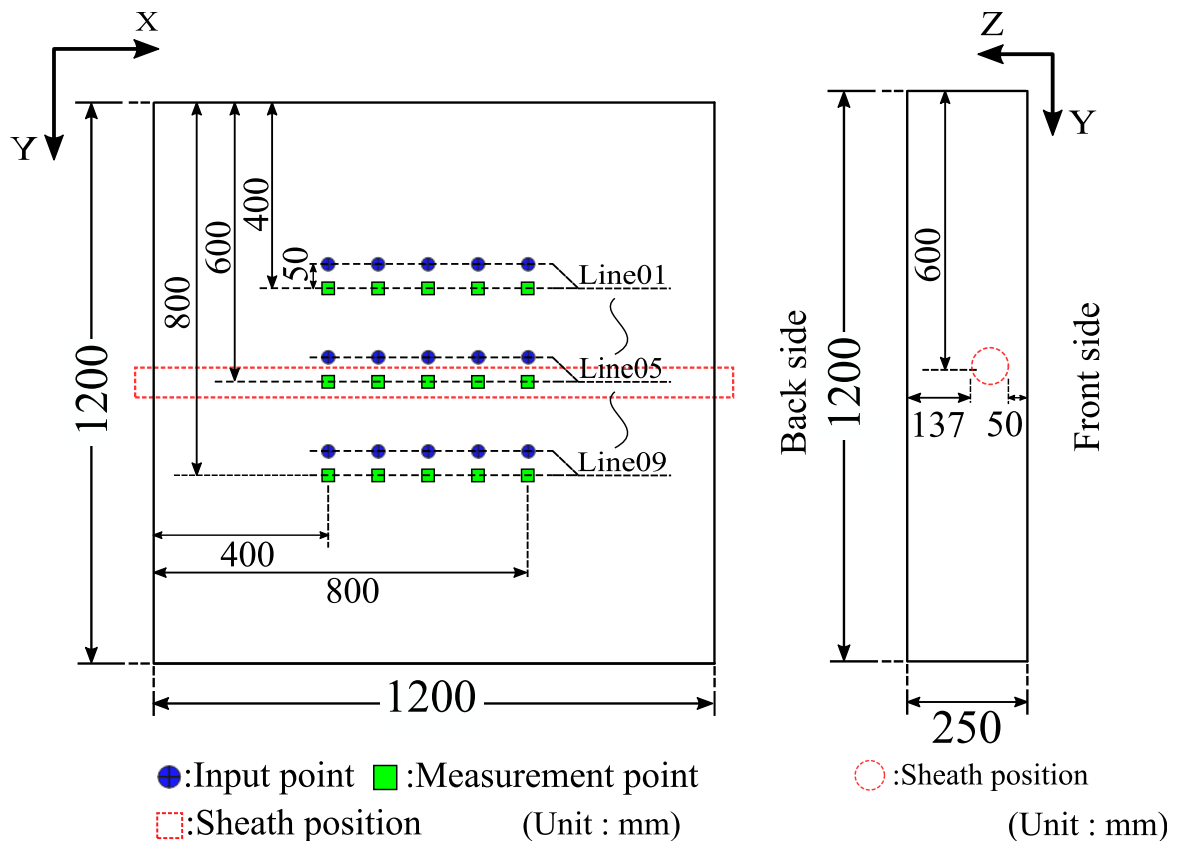 X
Y
400
600
800
50
1200
Line01
Line05
Line09
400
800
1200
Z
Y
600
1200
Back side
Front side
137
50
250
:Input point
:Measurement point
:Sheath position
(Unit : mm)
:Sheath position
(Unit : mm)